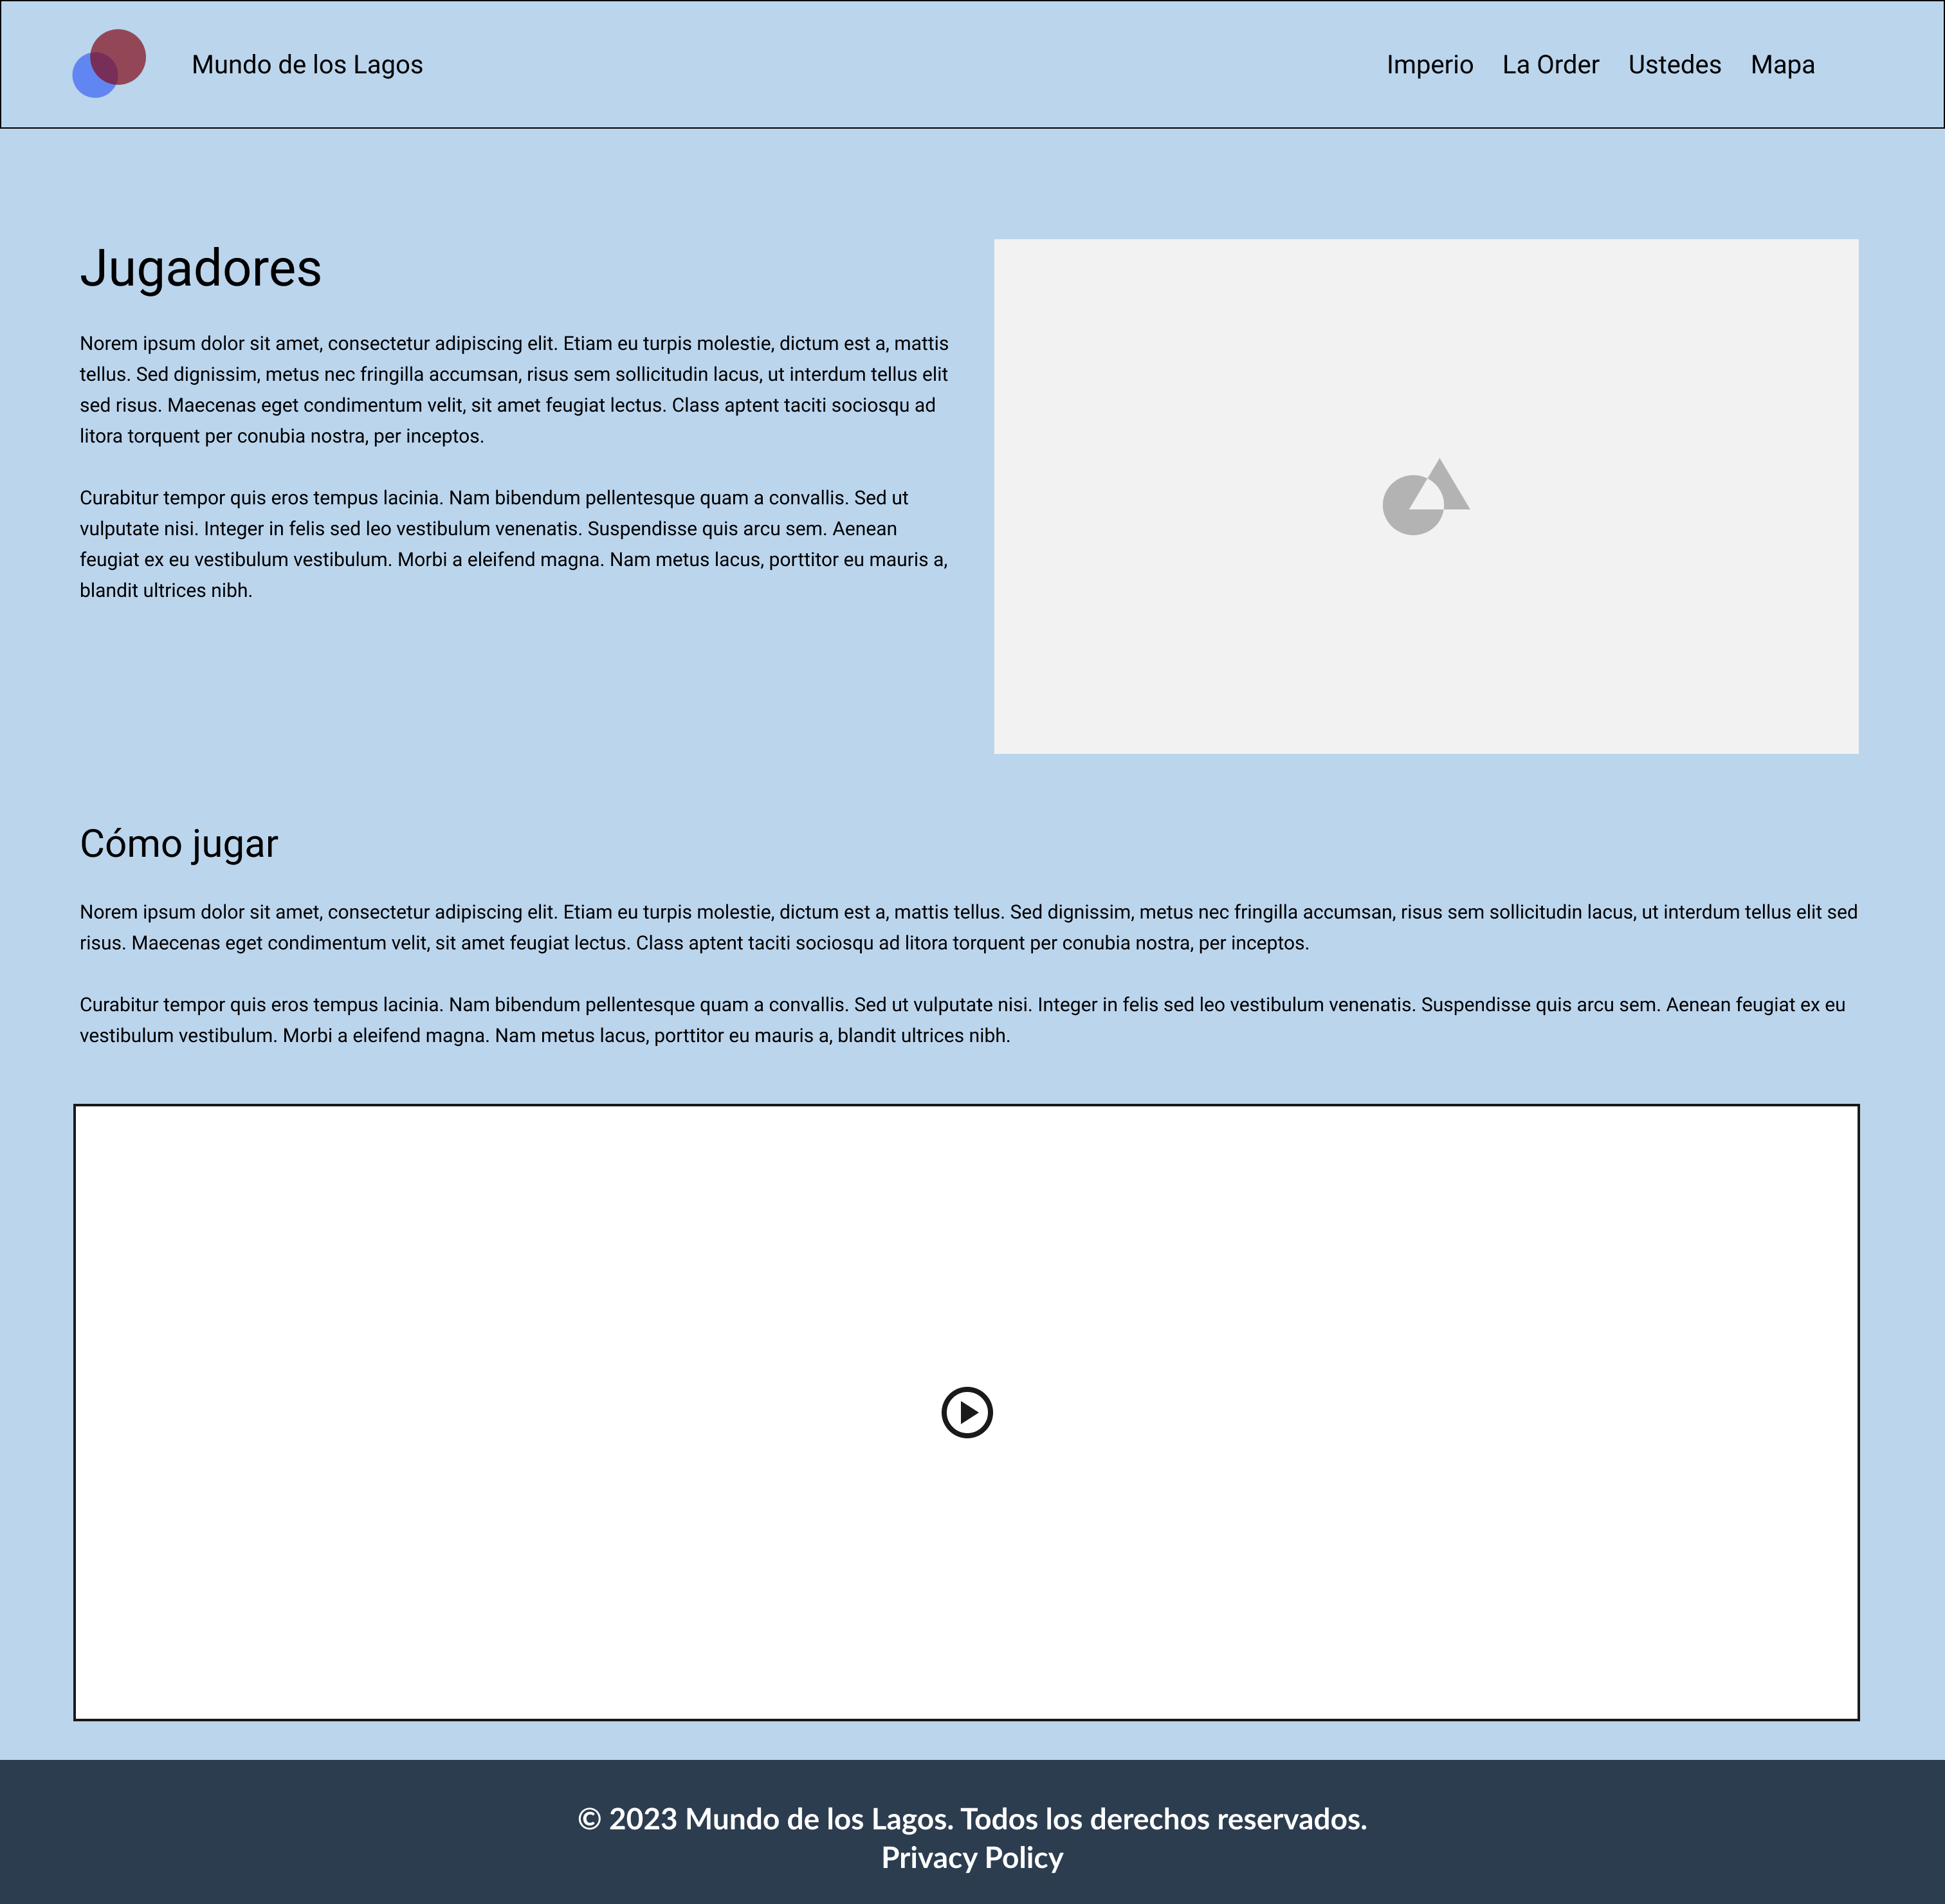 Mundo de los Lagos
Imperio La Order Ustedes Mapa
Jugadores
Norem ipsum dolor sit amet, consectetur adipiscing elit. Etiam eu turpis molestie, dictum est a, mattis
tellus. Sed dignissim, metus nec fringilla accumsan, risus sem sollicitudin lacus, ut interdum tellus elit
sed risus. Maecenas eget condimentum velit, sit amet feugiat lectus. Class aptent taciti sociosqu ad
litora torquent per conubia nostra, per inceptos.
Curabitur tempor quis eros tempus lacinia. Nam bibendum pellentesque quam a convallis. Sed ut
vulputate nisi. Integer in felis sed leo vestibulum venenatis. Suspendisse quis arcu sem. Aenean
feugiat ex eu vestibulum vestibulum. Morbi a eleifend magna. Nam metus lacus, porttitor eu mauris a,
blandit ultrices nibh.
Cómo jugar
Norem ipsum dolor sit amet, consectetur adipiscing elit. Etiam eu turpis molestie, dictum est a, mattis tellus. Sed dignissim, metus nec fringilla accumsan, risus sem sollicitudin lacus, ut interdum tellus elit sed
risus. Maecenas eget condimentum velit, sit amet feugiat lectus. Class aptent taciti sociosqu ad litora torquent per conubia nostra, per inceptos.
Curabitur tempor quis eros tempus lacinia. Nam bibendum pellentesque quam a convallis. Sed ut vulputate nisi. Integer in felis sed leo vestibulum venenatis. Suspendisse quis arcu sem. Aenean feugiat ex eu
vestibulum vestibulum. Morbi a eleifend magna. Nam metus lacus, porttitor eu mauris a, blandit ultrices nibh.
© 2023 Mundo de los Lagos. Todos los derechos reservados.
Privacy Policy